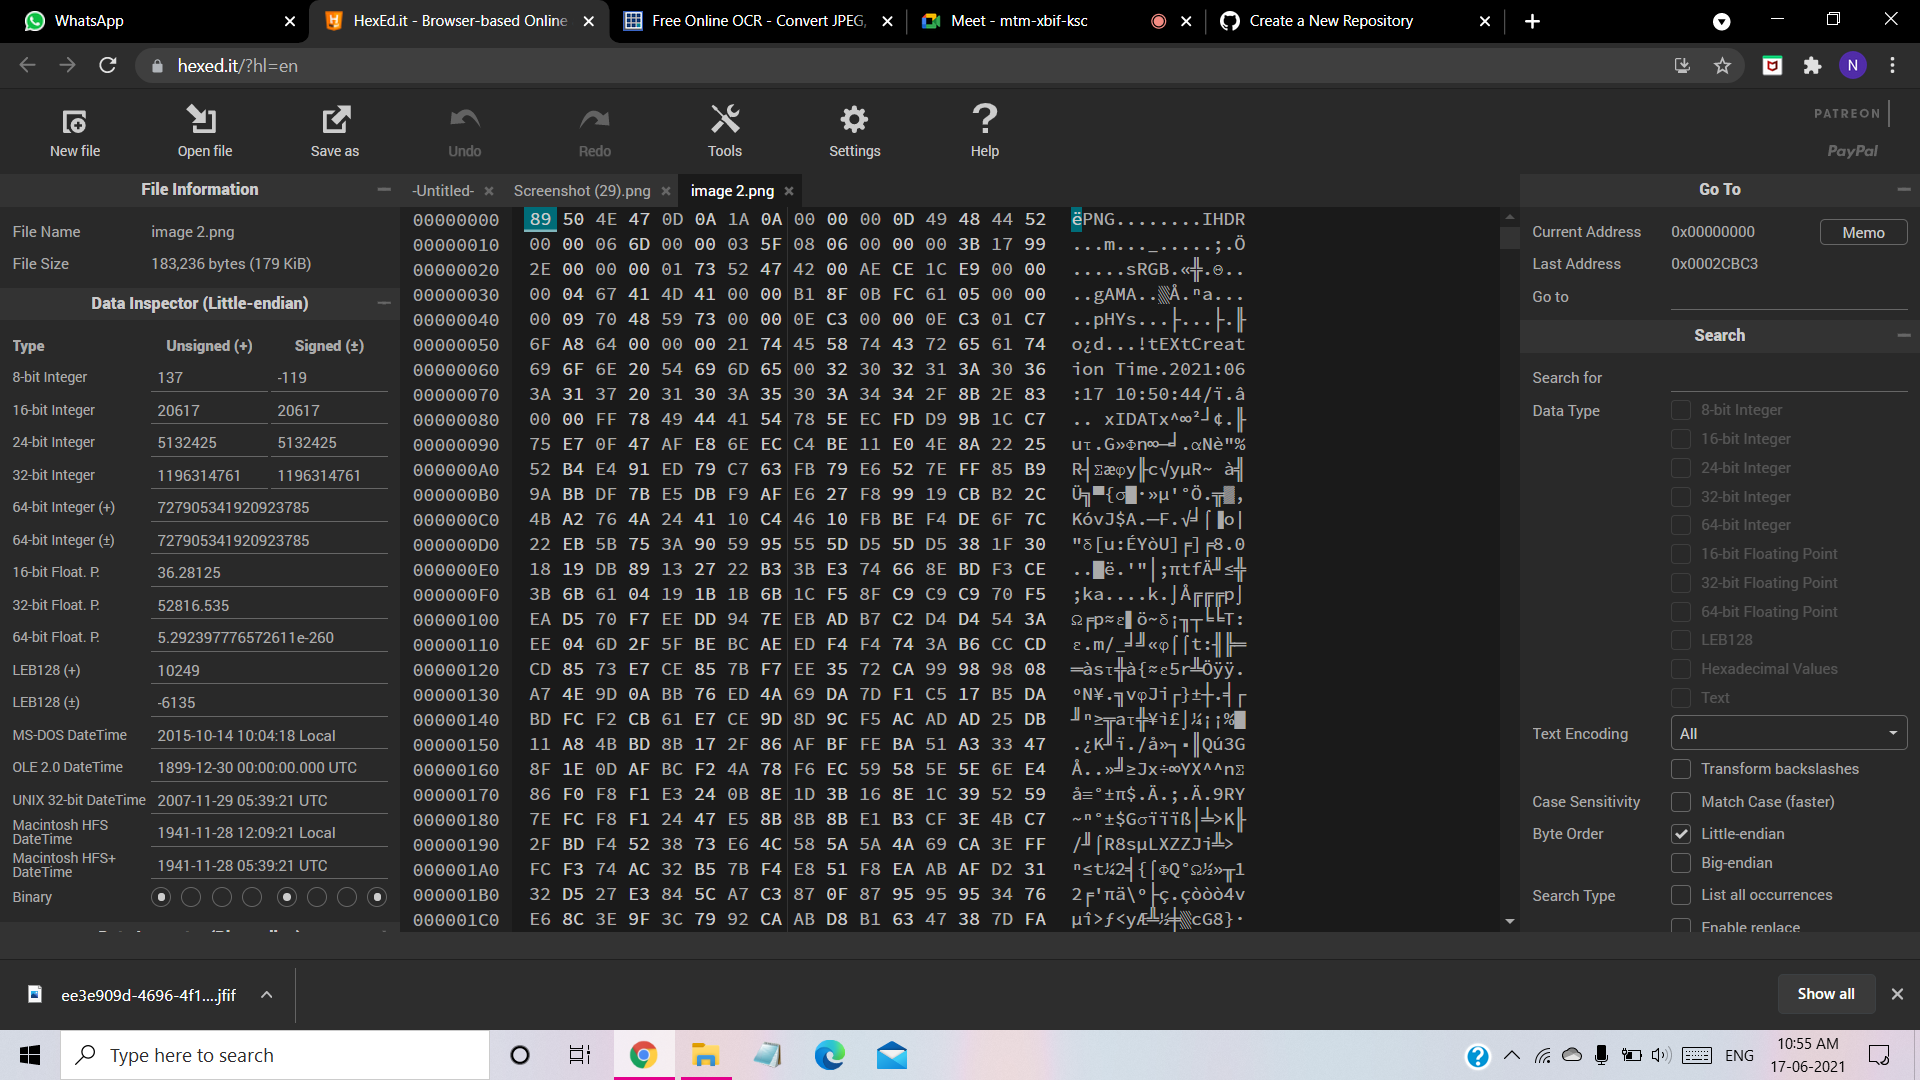 WhatsApp
HexEd.it - Browser-based Online
Free Online OCR - Convert JPEG,
Meet - mtm-xbif-ksc
Create a New Repository
hexed.it/?hl=en
N
New file
Open file
Save as
Undo
Redo
Tools
Settings
Help
PATREON
PayPal
File Information
File Name image 2.png
File Size 183,236 bytes (179 KiB)
Data Inspector (Little-endian)
Type Unsigned (+) Signed (±)
8-bit Integer 137 -119
16-bit Integer 20617 20617
24-bit Integer 5132425 5132425
32-bit Integer 1196314761 1196314761
64-bit Integer (+) 727905341920923785
64-bit Integer (±) 727905341920923785
16-bit Float. P. 36.28125
32-bit Float. P. 52816.535
64-bit Float. P. 5.292397776572611e-260
LEB128 (+) 10249
LEB128 (±) -6135
MS-DOS DateTime 2015-10-14 10:04:18 Local
OLE 2.0 DateTime 1899-12-30 00:00:00.000 UTC
UNIX 32-bit DateTime 2007-11-29 05:39:21 UTC
Macintosh HFS DateTime 1941-11-28 12:09:21 Local
Macintosh HFS+ DateTime 1941-11-28 05:39:21 UTC
Binary
-Untitled-
Screenshot (29).png
image 2.png
00000000 89 50 4E 47 0D 0A 1A 0A 00 00 00 0D 49 48 44 52 ëPNG........IHDR
00000010 00 00 06 6D 00 00 03 5F 08 06 00 00 00 3B 17 99 ...m..._.....;.Ö
00000020 2E 00 00 00 01 73 52 47 42 00 AE CE 1C E9 00 00 .....sRGB.«╬.Θ..
00000030 00 04 67 41 4D 41 00 00 B1 8F 0B FC 61 05 00 00 ..gAMA..▒Å.ⁿa...
00000040 00 09 70 48 59 73 00 00 0E C3 00 00 0E C3 01 C7 ..pHYs...├...├.╟
00000050 6F A8 64 00 00 00 21 74 45 58 74 43 72 65 61 74 o¿d...!tEXtCreat
00000060 69 6F 6E 20 54 69 6D 65 00 32 30 32 31 3A 30 36 ion Time.2021:06
00000070 3A 31 37 20 31 30 3A 35 30 3A 34 34 2F 8B 2E 83 :17 10:50:44/ï.â
00000080 00 00 FF 78 49 44 41 54 78 5E EC FD D9 9B 1C C7 .. xIDATx^∞²┘¢.╟
00000090 75 E7 0F 47 AF E8 6E EC C4 BE 11 E0 4E 8A 22 25 uτ.G»Φn∞─╛.αNè"%
000000A0 52 B4 E4 91 ED 79 C7 63 FB 79 E6 52 7E FF 85 B9 R┤Σæφy╟c√yµR~ à╣
000000B0 9A BB DF 7B E5 DB F9 AF E6 27 F8 99 19 CB B2 2C Ü╗▀{σ█∙»µ'°Ö.╦▓,
000000C0 4B A2 76 4A 24 41 10 C4 46 10 FB BE F4 DE 6F 7C KóvJ$A.─F.√╛⌠▐o|
000000D0 22 EB 5B 75 3A 90 59 95 55 5D D5 5D D5 38 1F 30 "δ[u:ÉYòU]╒]╒8.0
000000E0 18 19 DB 89 13 27 22 B3 3B E3 74 66 8E BD F3 CE ..█ë.'"│;πtfÄ╜≤╬
000000F0 3B 6B 61 04 19 1B 1B 6B 1C F5 8F C9 C9 C9 70 F5 ;ka....k.⌡Å╔╔╔p⌡
00000100 EA D5 70 F7 EE DD 94 7E EB AD B7 C2 D4 D4 54 3A Ω╒p≈ε▌ö~δ¡╖┬╘╘T:
00000110 EE 04 6D 2F 5F BE BC AE ED F4 F4 74 3A B6 CC CD ε.m/_╛╝«φ⌠⌠t:╢╠═
00000120 CD 85 73 E7 CE 85 7B F7 EE 35 72 CA 99 98 98 08 ═àsτ╬à{≈ε5r╩Öÿÿ.
00000130 A7 4E 9D 0A BB 76 ED 4A 69 DA 7D F1 C5 17 B5 DA ºN¥.╗vφJi┌}±┼.╡┌
00000140 BD FC F2 CB 61 E7 CE 9D 8D 9C F5 AC AD AD 25 DB ╜ⁿ≥╦aτ╬¥ì£⌡¼¡¡%█
00000150 11 A8 4B BD 8B 17 2F 86 AF BF FE BA 51 A3 33 47 .¿K╜ï./å»┐■║Qú3G
00000160 8F 1E 0D AF BC F2 4A 78 F6 EC 59 58 5E 5E 6E E4 Å..»╝≥Jx÷∞YX^^nΣ
00000170 86 F0 F8 F1 E3 24 0B 8E 1D 3B 16 8E 1C 39 52 59 å≡°±π$.Ä.;.Ä.9RY
00000180 7E FC F8 F1 24 47 E5 8B 8B 8B E1 B3 CF 3E 4B C7 ~ⁿ°±$Gσïïïß│╧>K╟
00000190 2F BD F4 52 38 73 E6 4C 58 5A 5A 4A 69 CA 3E FF /╜⌠R8sµLXZZJi╩>
000001A0 FC F3 74 AC 32 B5 7B F4 E8 51 F8 EA AB AF D2 31 ⁿ≤t¼2╡{⌠ΦQ°Ω½»╥1
000001B0 32 D5 27 E3 84 5C A7 C3 87 0F 87 95 95 95 34 76 2╒'πä\º├ç.çòòò4v
000001C0 E6 8C 3E 9F 3C 79 92 CA AB D8 B1 63 47 38 7D FA µî>ƒ<yÆ╩½╪▒cG8}·
Go To
Current Address 0x00000000 Memo
Last Address 0x0002CBC3
Go to
Search
Search for
Data Type 8-bit Integer
16-bit Integer
24-bit Integer
32-bit Integer
64-bit Integer
16-bit Floating Point
32-bit Floating Point
64-bit Floating Point
LEB128
Hexadecimal Values
Text
Text Encoding All
Transform backslashes
Case Sensitivity Match Case (faster)
Byte Order Little-endian
Big-endian
Search Type List all occurrences
Enable replace
ee3e909d-4696-4f1....jfif
Show all
Type here to search
ENG
10:55 AM
17-06-2021